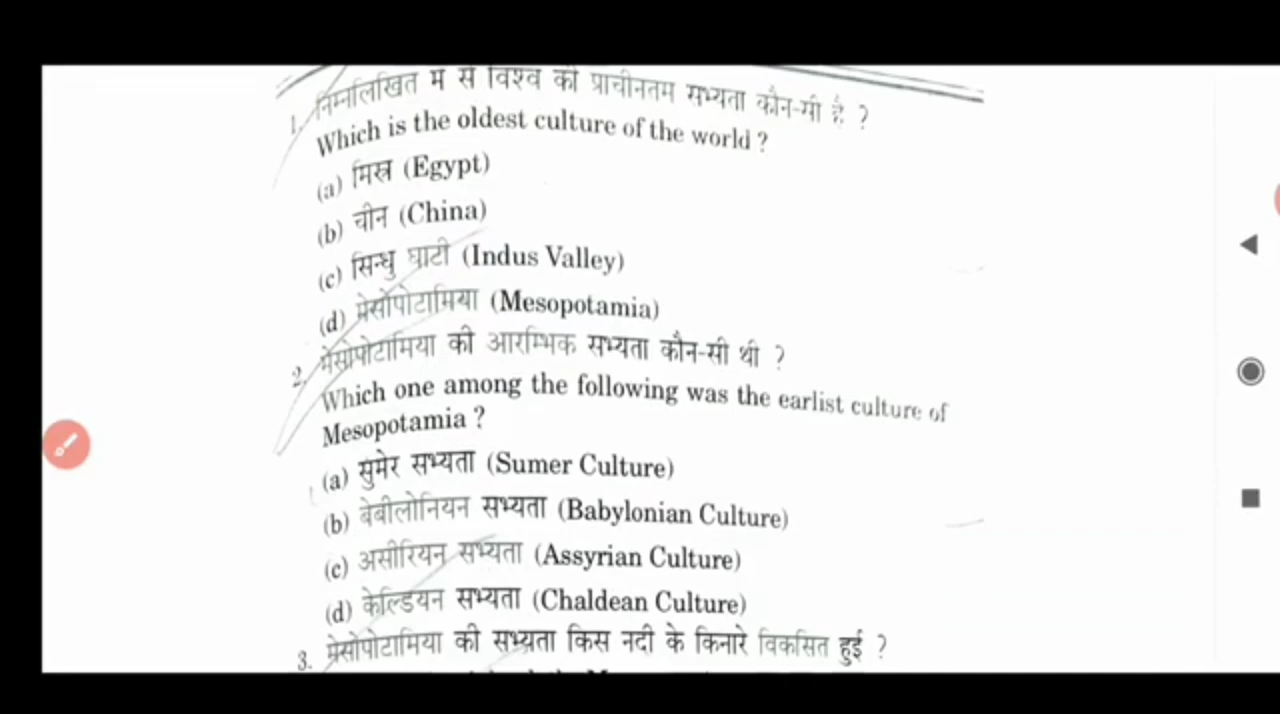 1. निम्नलिखित में से विश्व की प्राचीनतम सभ्यता कौन-सी है ?
Which is the oldest culture of the world ?
(a) मिस्र (Egypt)
(b) चीन (China)
(c) सिन्धु घाटी (Indus Valley)
(d) मेसोपोटामिया (Mesopotamia)
2. मेसोपोटामिया की आरम्भिक सभ्यता कौन-सी थी ?
Which one among the following was the earlist culture of
Mesopotamia ?
(a) सुमेर सभ्यता (Sumer Culture)
(b) बेबीलोनियन सभ्यता (Babylonian Culture)
(c) असीरियन सभ्यता (Assyrian Culture)
(d) केल्डियन सभ्यता (Chaldean Culture)
3. मेसोपोटामिया की सभ्यता किस नदी के किनारे विकसित हुई ?